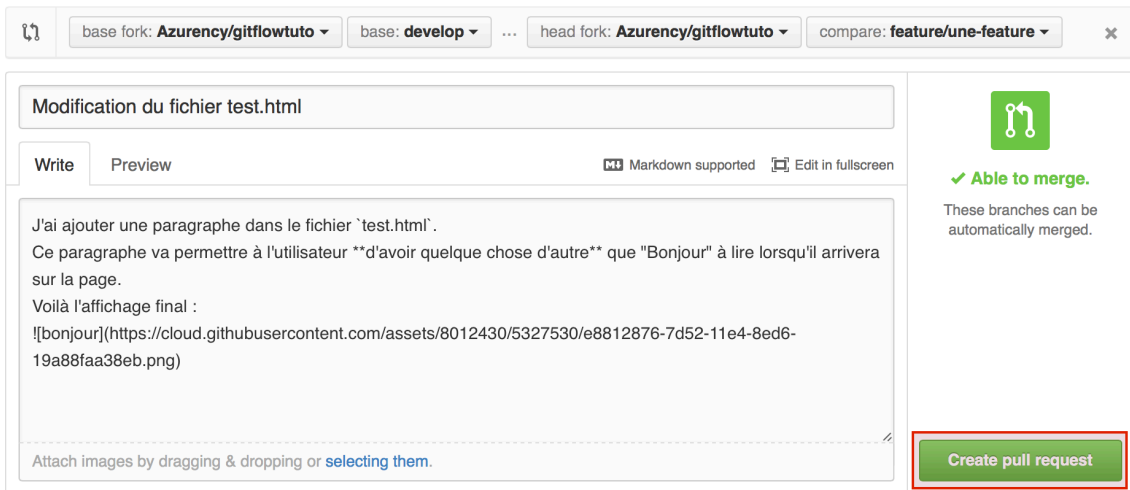 base fork: Azurency/gitflowtuto base: develop ... head fork: Azurency/gitflowtuto compare: feature/une-feature
Modification du fichier test.html
Write Preview Markdown supported Edit in fullscreen
J'ai ajouter une paragraphe dans le fichier `test.html`.
Ce paragraphe va permettre à l'utilisateur **d'avoir quelque chose d'autre** que "Bonjour" à lire lorsqu'il arrivera
sur la page.
Voilà l'affichage final :
![bonjour](https://cloud.githubusercontent.com/assets/8012430/5327530/e8812876-7d52-11e4-8ed6-
19a88faa38eb.png)
Attach images by dragging & dropping or selecting them.
Able to merge.
These branches can be
automatically merged.
Create pull request